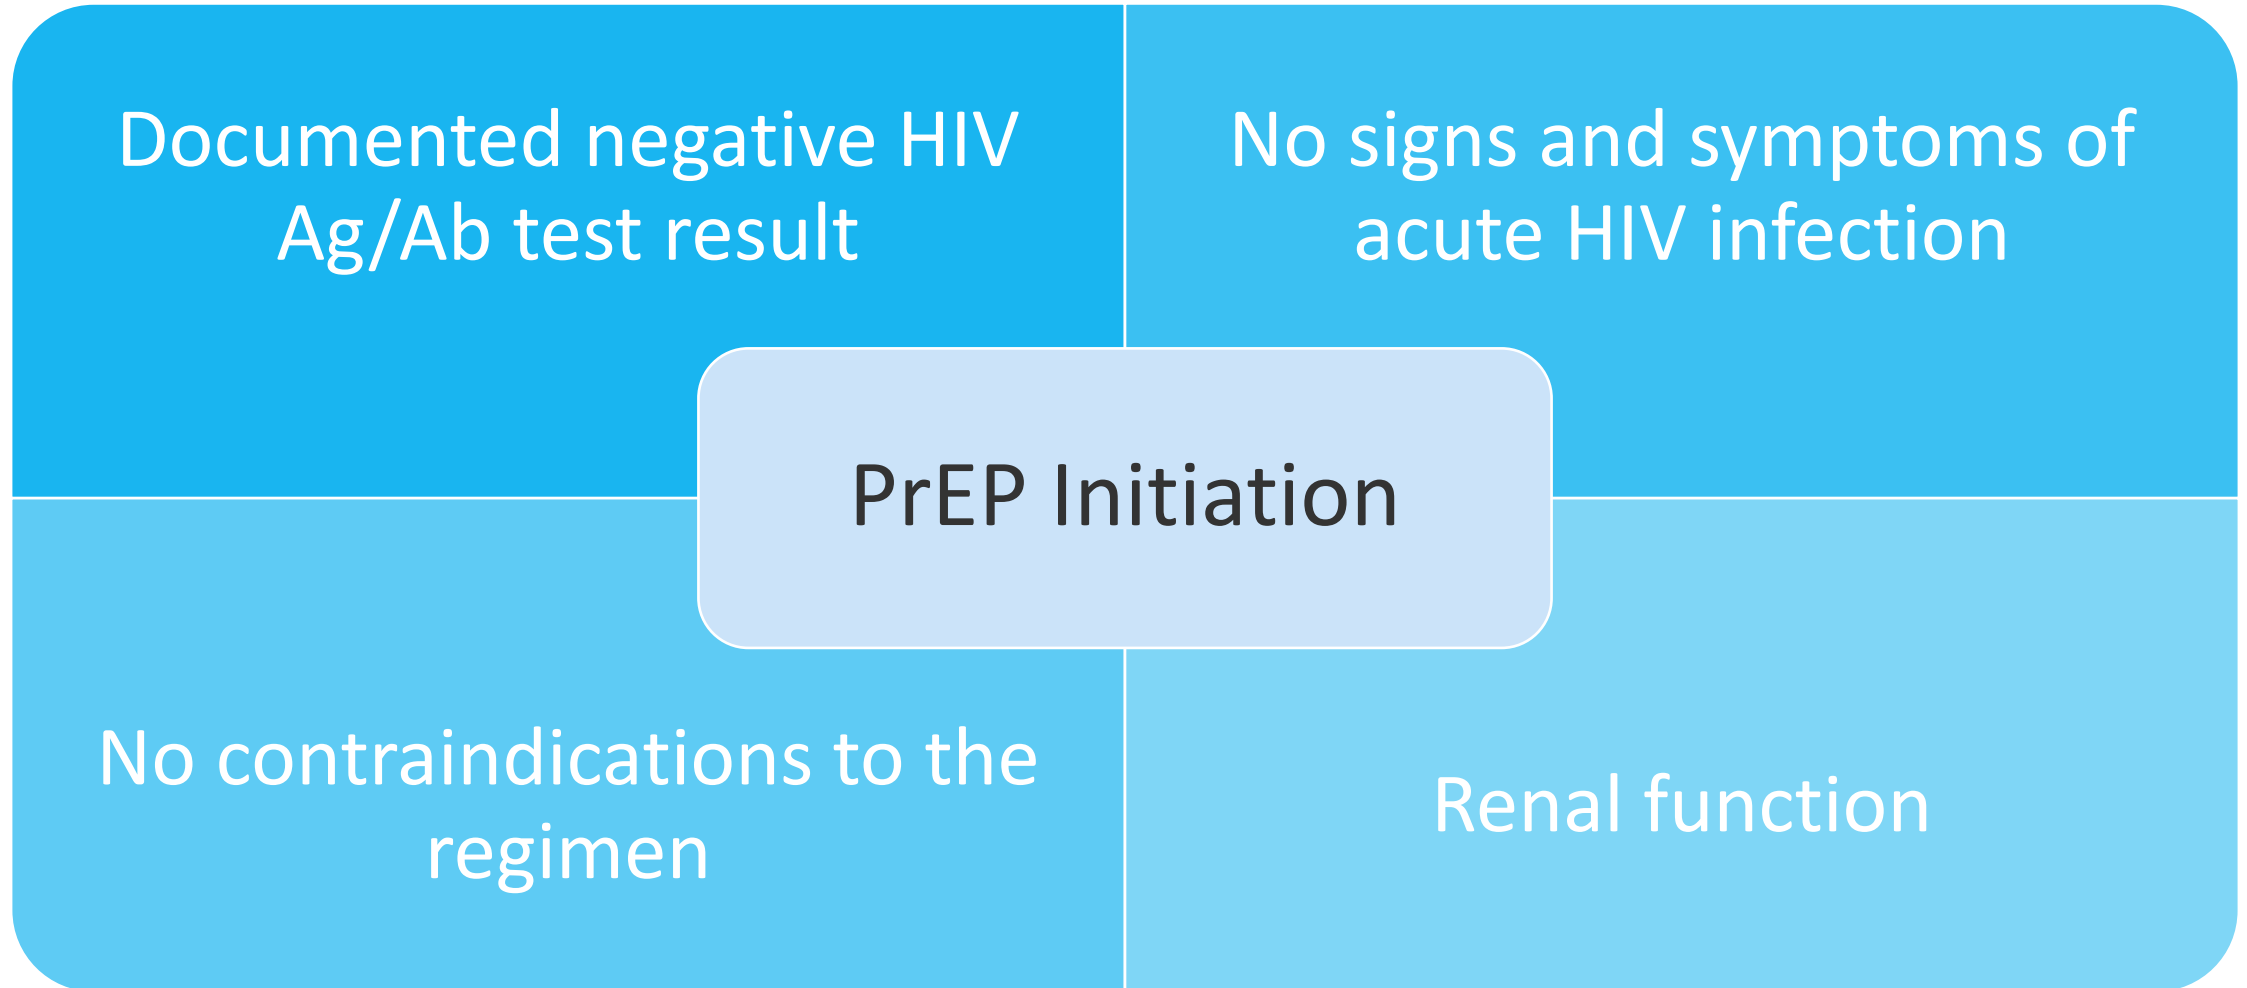 Documented negative HIV
Ag/Ab test result
No signs and symptoms of
acute HIV infection
PrEP Initiation
No contraindications to the
regimen
Renal function